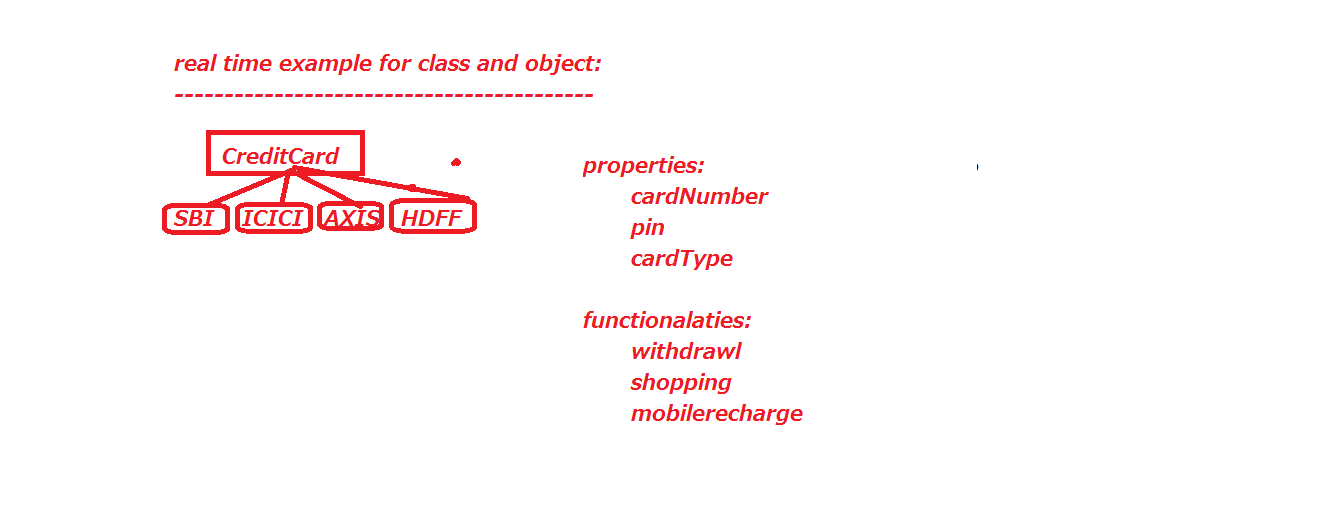 real time example for class and object:
------------------------------------------
CreditCard
SBI ICICI AXIS HDFF
properties:
cardNumber
pin
cardType
functionalaties:
withdrawl
shopping
mobilerecharge